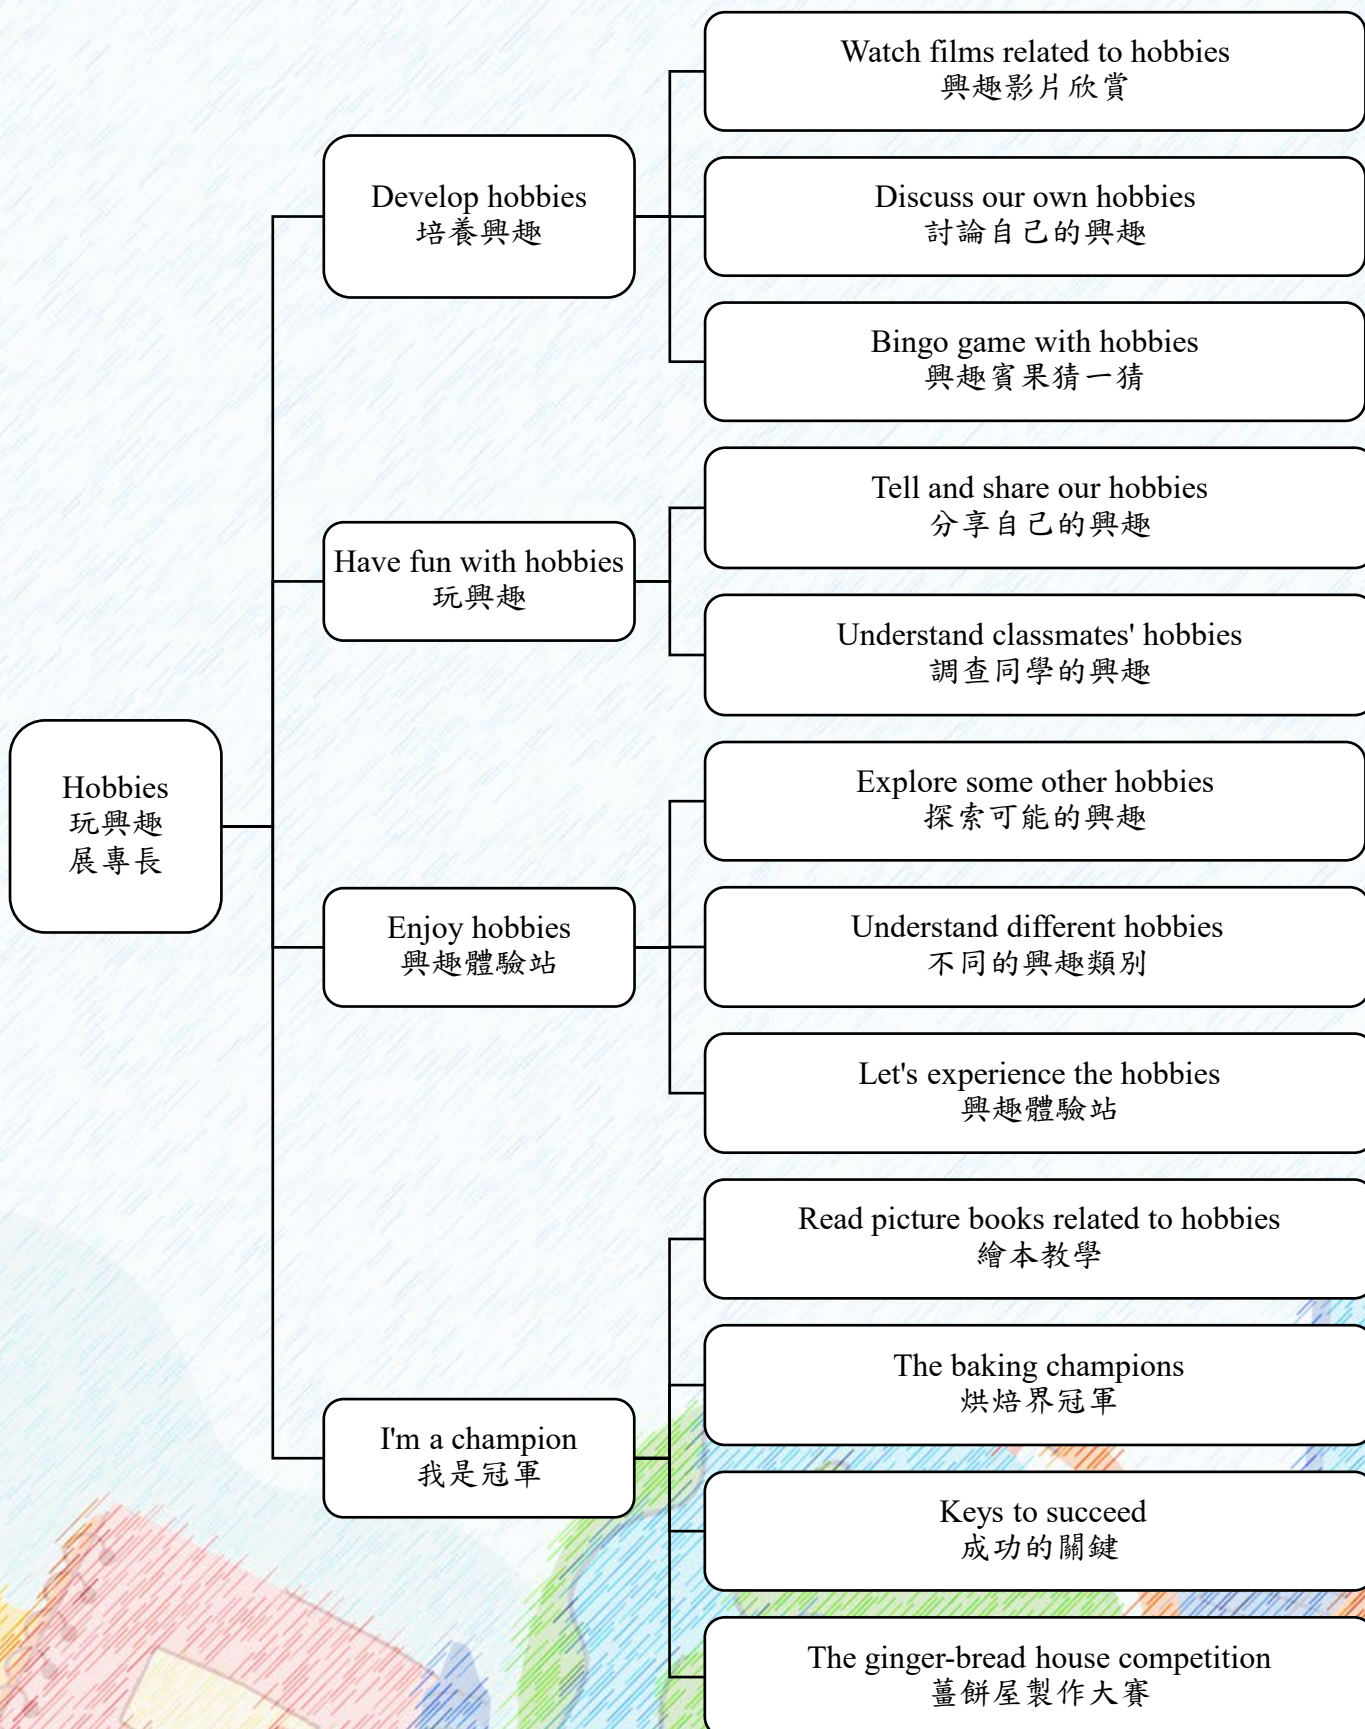 Hobbies
玩興趣
展專長
Develop hobbies
培養興趣
Watch films related to hobbies
興趣影片欣賞
Discuss our own hobbies
討論自己的興趣
Bingo game with hobbies
興趣賓果猜一猜
Have fun with hobbies
玩興趣
Tell and share our hobbies
分享自己的興趣
Understand classmates' hobbies
調查同學的興趣
Enjoy hobbies
興趣體驗站
Explore some other hobbies
探索可能的興趣
Understand different hobbies
不同的興趣類別
Let's experience the hobbies
興趣體驗站
I'm a champion
我是冠軍
Read picture books related to hobbies
繪本教學
The baking champions
烘焙界冠軍
Keys to succeed
成功的關鍵
The ginger-bread house competition
薑餅屋製作大賽